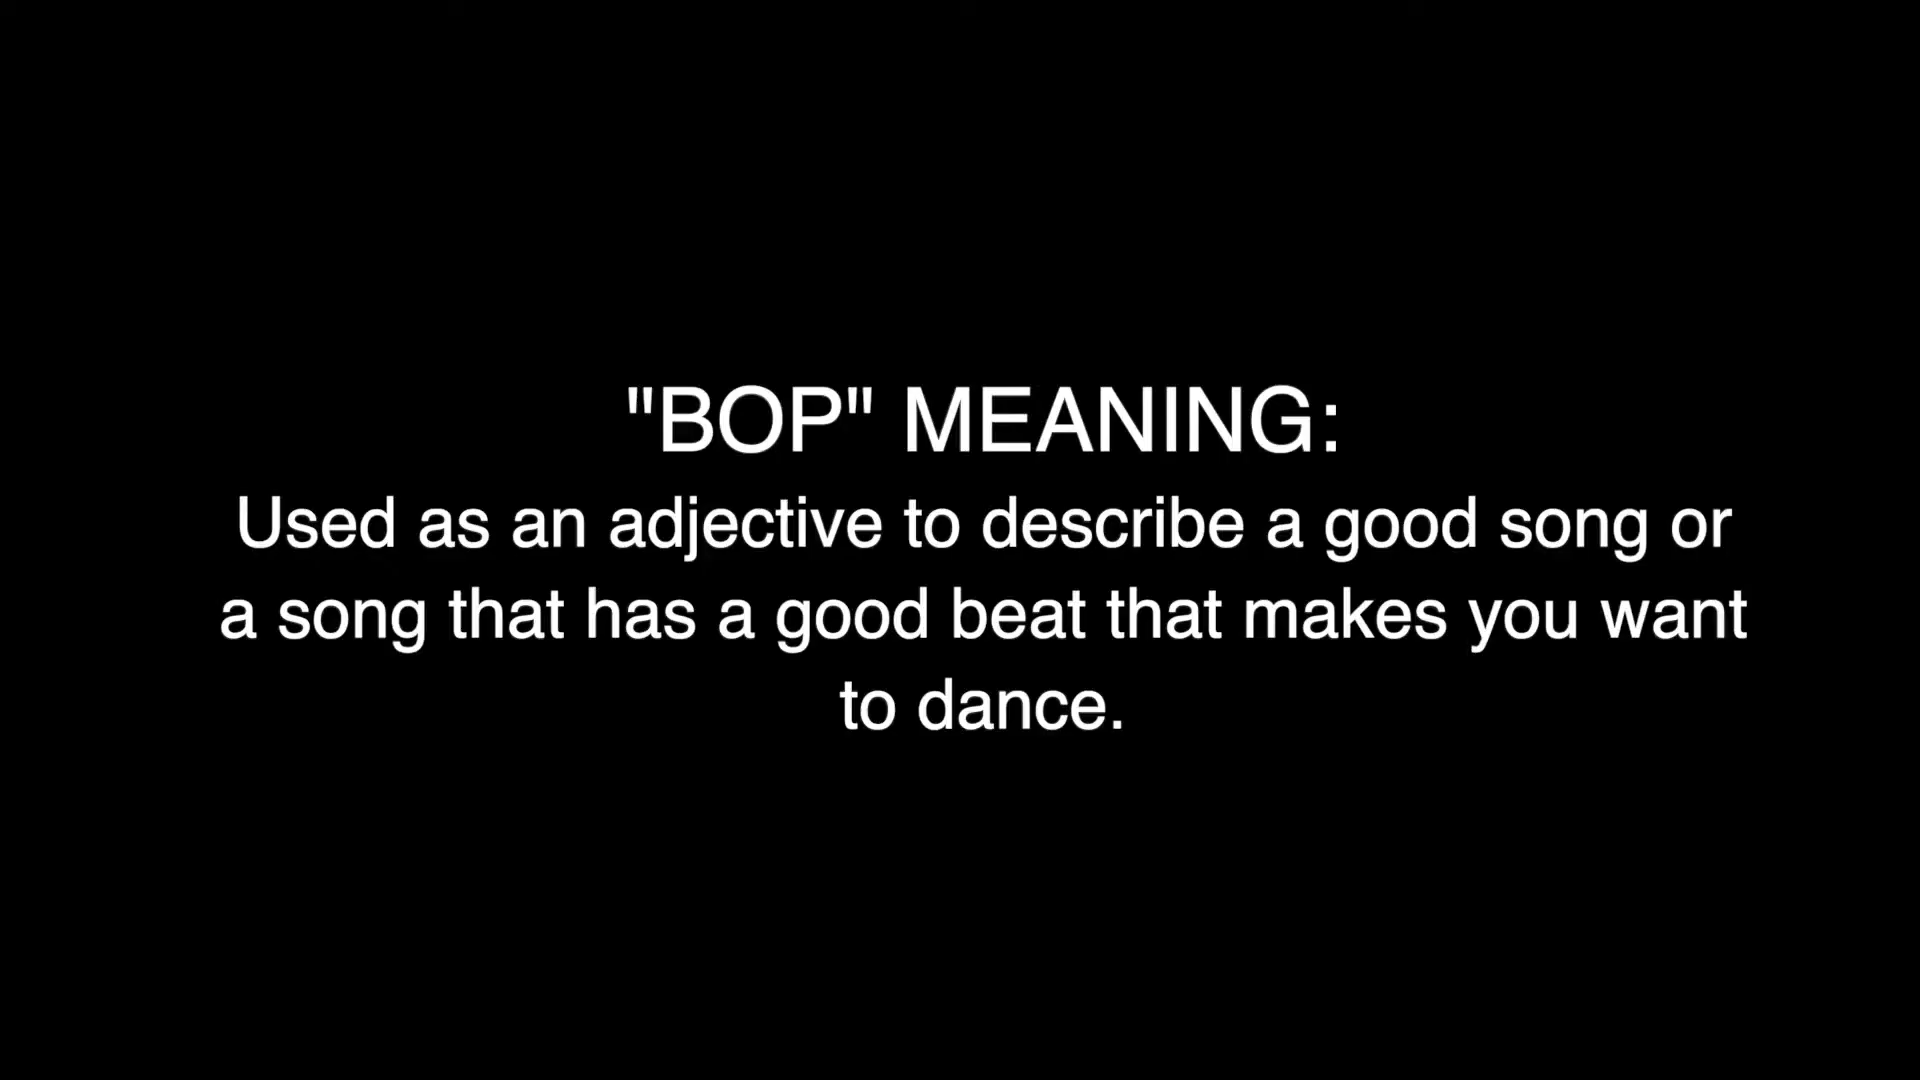 "BOP" MEANING:
Used as an adjective to describe a good song or
a song that has a good beat that makes you want
to dance.